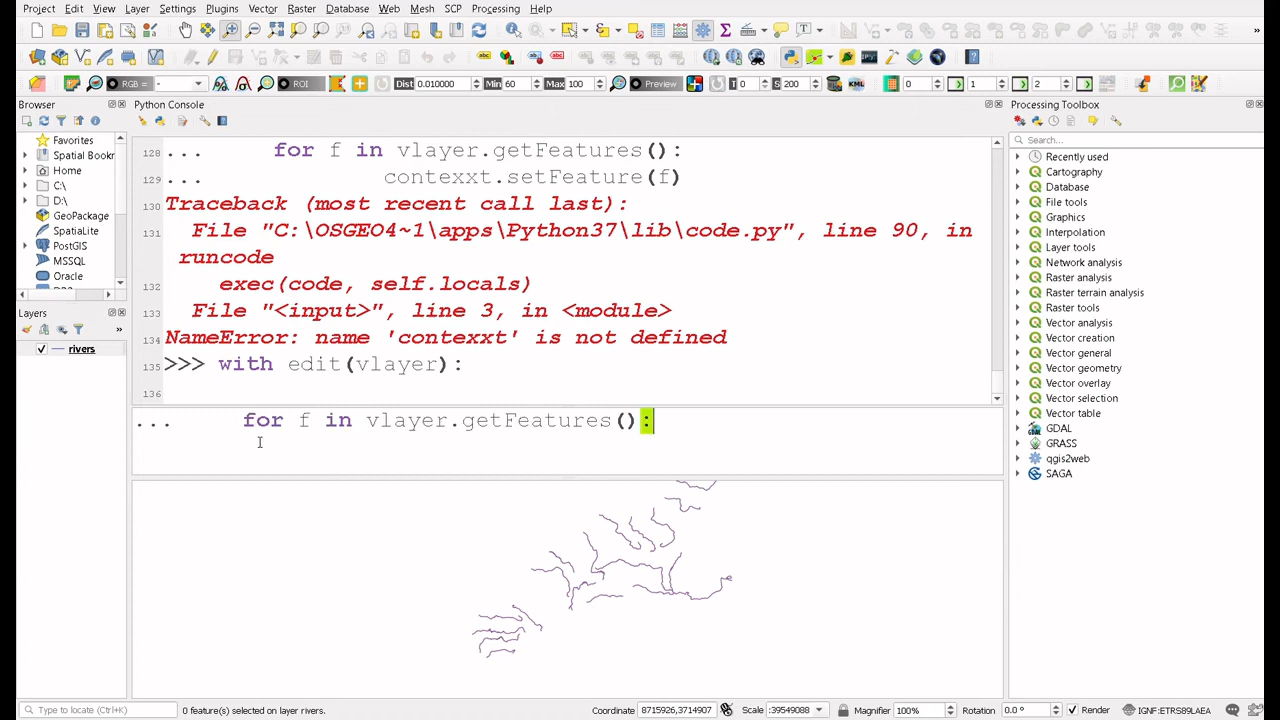 Project Edit View Layer Settings Plugins Vector Raster Database Web Mesh SCP Processing Help
RGB = - ROI Dist 0.010000 Min 60 Max 100 Preview T 0 S 200 KML 0 1 2
Browser
Favorites
Spatial Bookr
Home
C:\
D:\
GeoPackage
SpatiaLite
PostGIS
MSSQL
Oracle
Layers
rivers
Python Console
128 ... for f in vlayer.getFeatures():
129 ... contexxt.setFeature(f)
130 Traceback (most recent call last):
131 File "C:\OSGEO4~1\apps\Python37\lib\code.py", line 90, in
runcode
132 exec(code, self.locals)
133 File "<input>", line 3, in <module>
134 NameError: name 'contexxt' is not defined
135 >>> with edit(vlayer):
136
... for f in vlayer.getFeatures():
Processing Toolbox
Search...
Recently used
Cartography
Database
File tools
Graphics
Interpolation
Layer tools
Network analysis
Raster analysis
Raster terrain analysis
Raster tools
Vector analysis
Vector creation
Vector general
Vector geometry
Vector overlay
Vector selection
Vector table
GDAL
GRASS
qgis2web
SAGA
Type to locate (Ctrl+K) 0 feature(s) selected on layer rivers. Coordinate 8715926,3714907 Scale :39549088 Magnifier 100% Rotation 0.0 ° Render IGNF:ETRS89LAEA